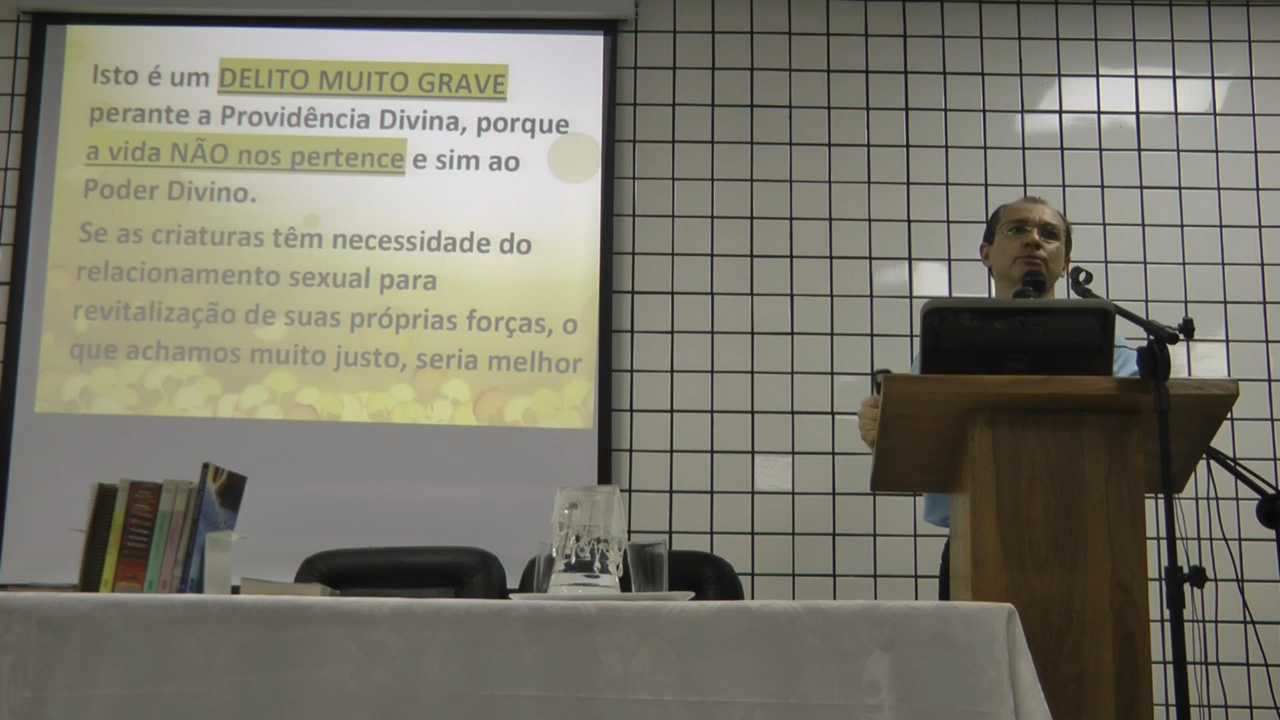 Isto é um DELITO MUITO GRAVE
perante a Providência Divina, porque
a vida NÃO nos pertence e sim ao
Poder Divino.
Se as criaturas têm necessidade do
relacionamento sexual para
revitalização de suas próprias forças, o
que achamos muito justo, seria melhor